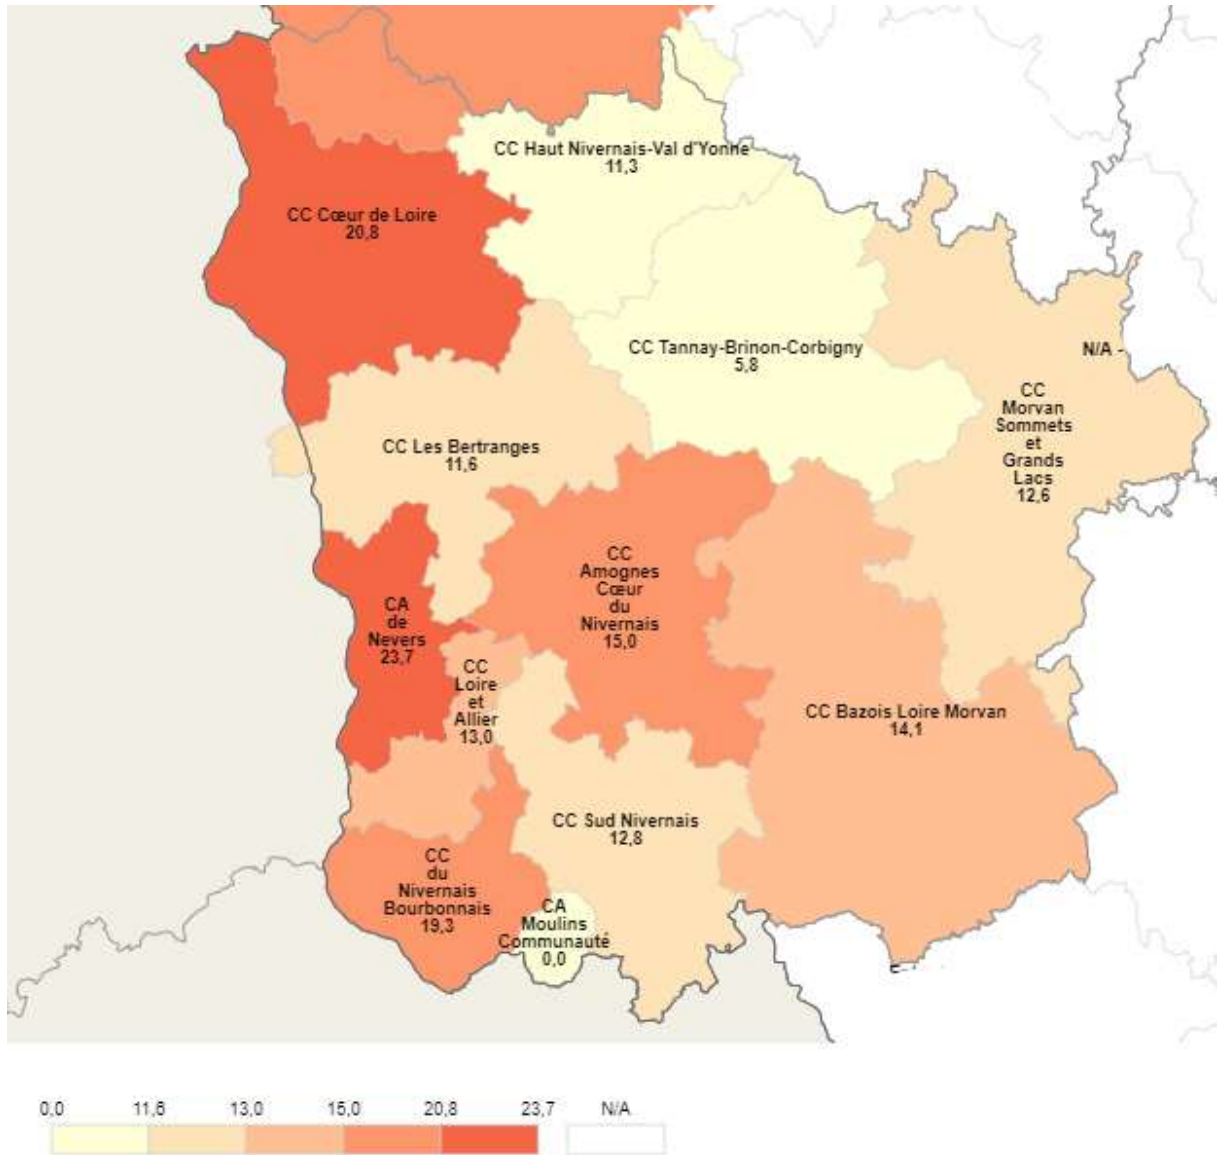 CC Haut Nivernais-Val d'Yonne
11,3
CC Cœur de Loire
20,8
CC Tannay-Brinon-Corbigny
5,8
N/A -
CC
Morvan
Sommets
et
Grands
Lacs
12,6
CC Les Bertranges
11,6
CC
Amognes
Cœur
du
Nivernais
15,0
CA
de
Nevers
23,7
CC
Loire
et
Allier
13,0
CC Bazois Loire Morvan
14,1
CC Sud Nivernais
12,8
CC
du
Nivernais
Bourbonnais
19,3
CA
Moulins
Communauté
0,0
0,0 11,6 13,0 15,0 20,8 23,7 N/A